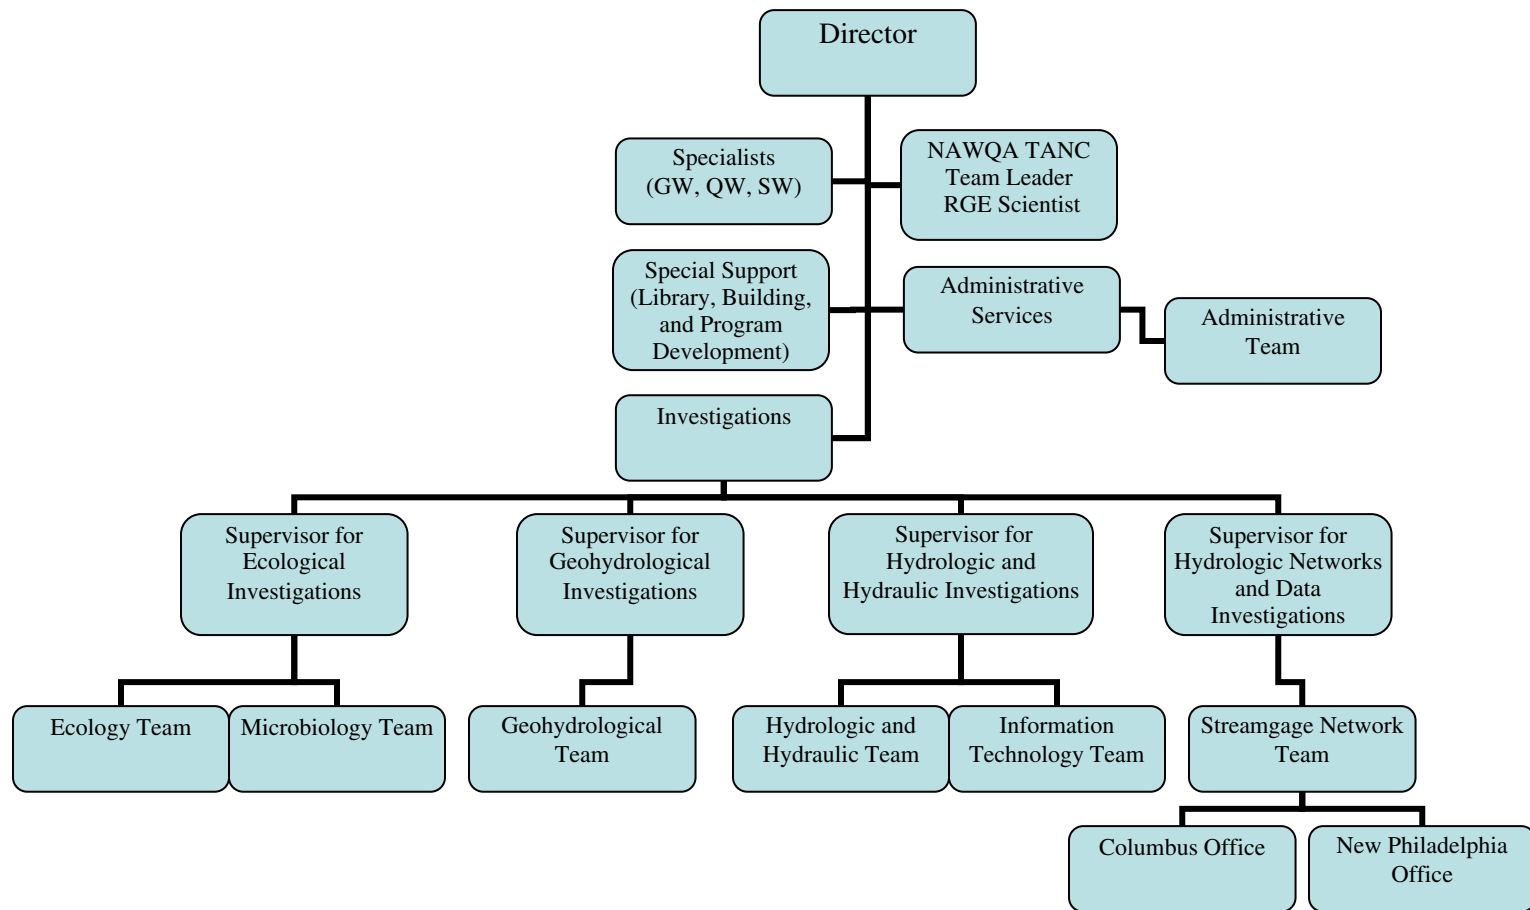 Director
Specialists
(GW, QW, SW)
NAWQA TANC
Team Leader
RGE Scientist
Special Support
(Library, Building,
and Program
Development)
Administrative
Services
Administrative
Team
Investigations
Supervisor for
Ecological
Investigations
Supervisor for
Geohydrological
Investigations
Supervisor for
Hydrologic and
Hydraulic Investigations
Supervisor for
Hydrologic Networks
and Data
Investigations
Ecology Team
Microbiology Team
Geohydrological
Team
Hydrologic and
Hydraulic Team
Information
Technology Team
Streamgage Network
Team
Columbus Office
New Philadelphia
Office